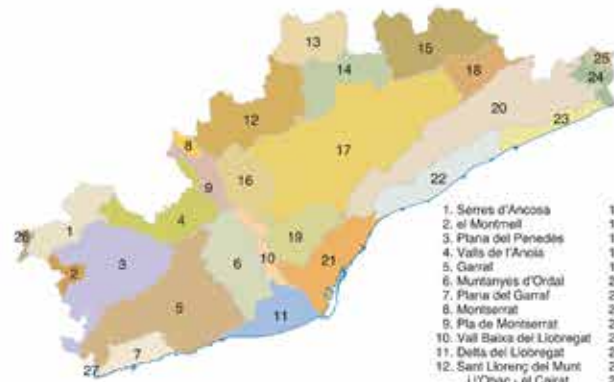 13
15
25
14
18
24
20
12
23
8
17
16
9
22
4
26
1
19
3
6
10
2
21
5
11
7
27
1. Serres d'Ancosa
2. el Montmell
3. Plana del Penedès
4. Valls de l'Anoia
5. Garraf
6. Muntanyes d'Ordal
7. Plana del Garraf
8. Montserrat
9. Pla de Montserrat
10. Vall Baixa del Llobregat
11. Delta del Llobregat
12. Sant Llorenç del Munt